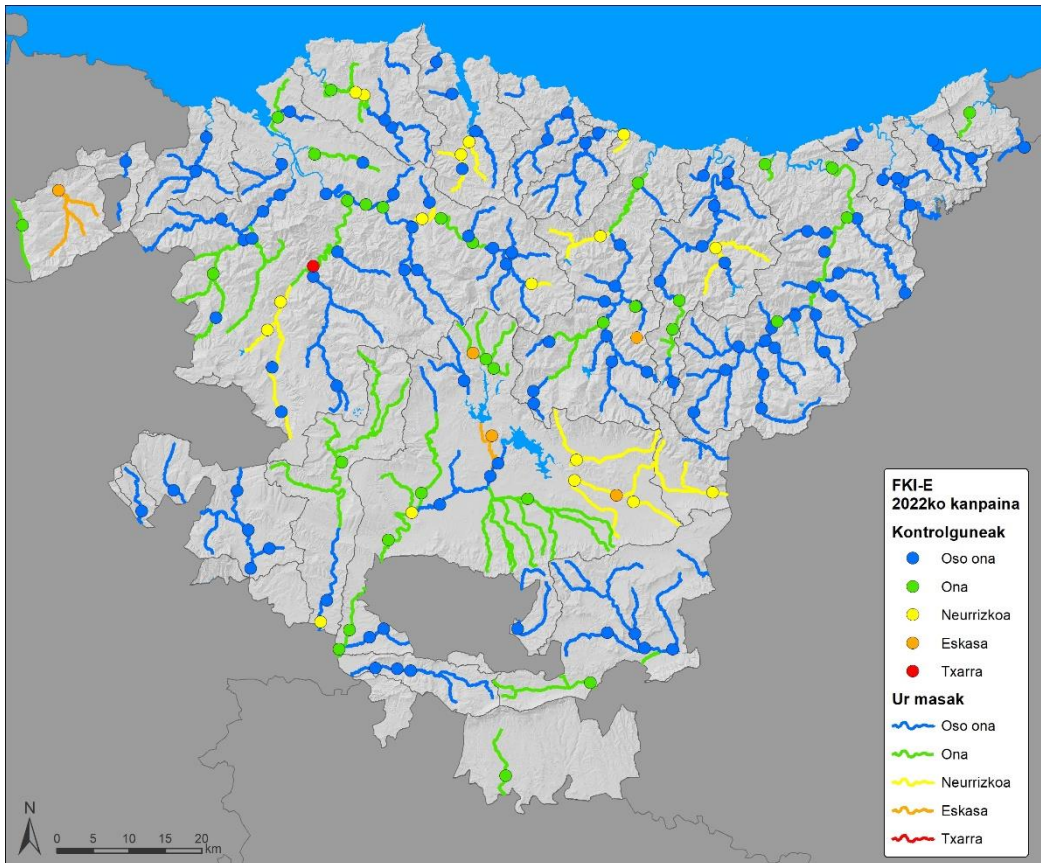 FKI-E
2022ko kanpaina
Kontrolguneak
Oso ona
Ona
Neurrizkoa
Eskasa
Txarra
Ur masak
Oso ona
Ona
Neurrizkoa
Eskasa
Txarra
N
0 5 10 15 20
km